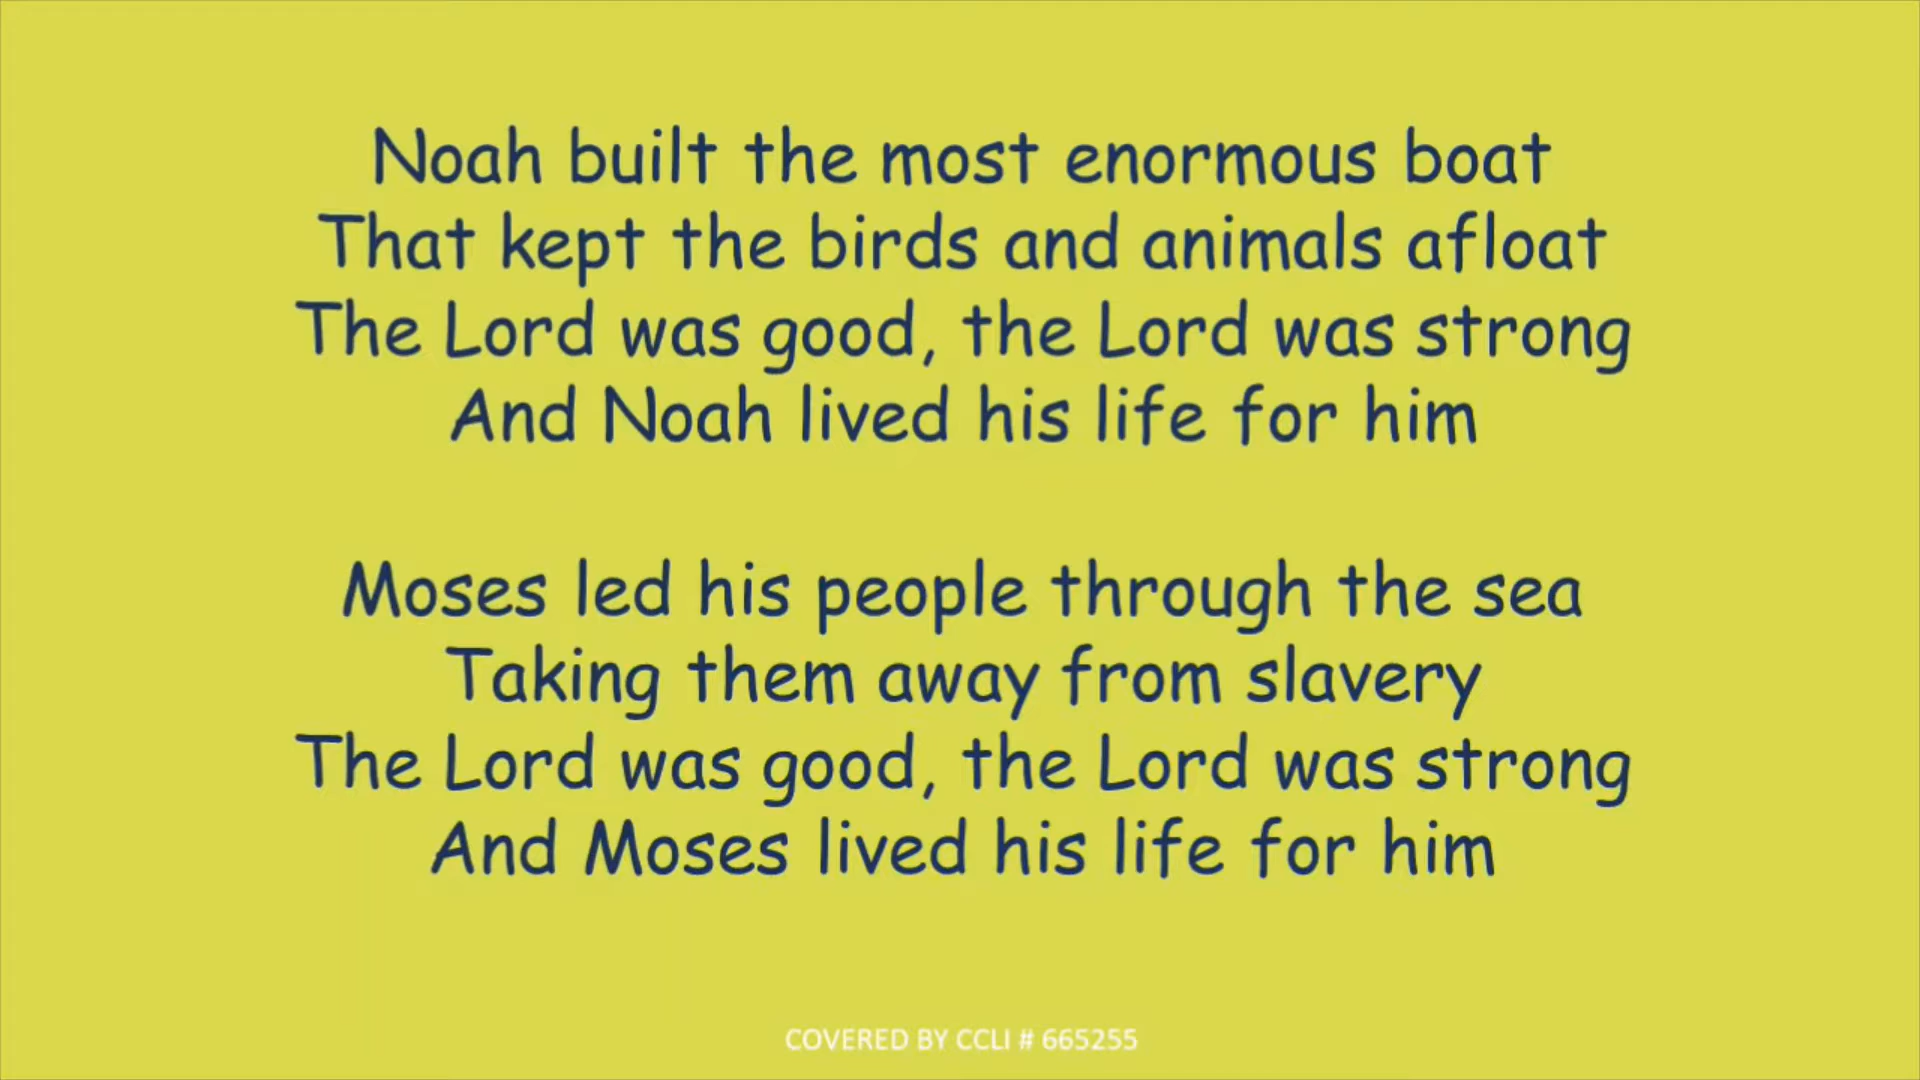 Noah built the most enormous boat
That kept the birds and animals afloat
The Lord was good, the Lord was strong
And Noah lived his life for him
Moses led his people through the sea
Taking them away from slavery
The Lord was good, the Lord was strong
And Moses lived his life for him
COVERED BY CCLI # 665255